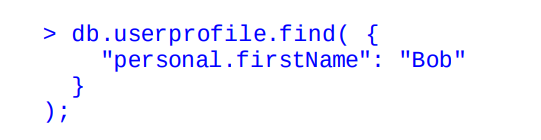 > db.userprofile.find( {
    "personal.firstName": "Bob"
  }
);